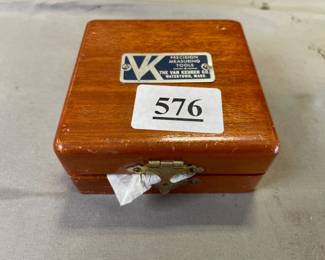 VK
PRECISION
MEASURING
TOOLS
THE VAN KEUREN CO.
WATERTOWN, MASS.
576